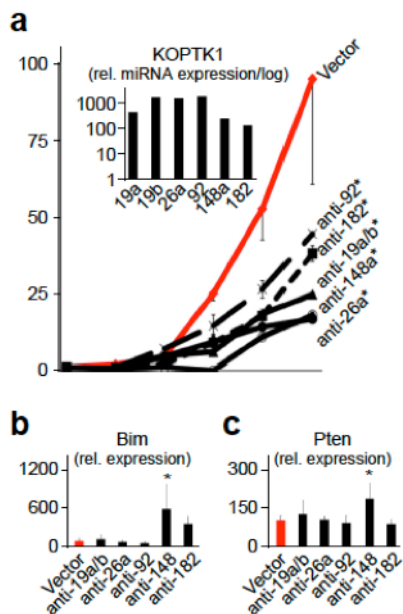 a
KOPTK1
(rel. miRNA expression/log)
1000
100
10
1
19a
19b
26a
92
148a
182
100
75
50
25
0
Vector
anti-92*
anti-182*
anti-19a/b*
anti-148a*
anti-26a*
b
Bim
(rel. expression)
1200
600
0
*
Vector
anti-19a/b
anti-26a
anti-92
anti-148
anti-182
c
Pten
(rel. expression)
300
150
0
*
Vector
anti-19a/b
anti-26a
anti-92
anti-148
anti-182